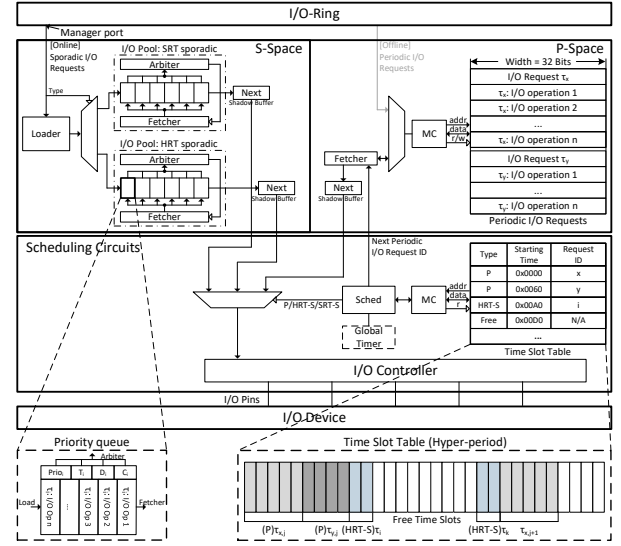 I/O-Ring
Manager port
[Online]
Sporadic I/O
Requests
I/O Pool: SRT sporadic
S-Space
Arbiter
Type
Loader
Fetcher
Next
Shadow Buffer
I/O Pool: HRT sporadic
Arbiter
Fetcher
Next
Shadow Buffer
[Offline]
Periodic I/O
Requests
P-Space
Width = 32 Bits
I/O Request τx
τx: I/O operation 1
τx: I/O operation 2
...
τx: I/O operation n
I/O Request τy
τy: I/O operation 1
...
τy: I/O operation n
Periodic I/O Requests
MC
addr
data
r/w
Fetcher
Next
Shadow Buffer
Scheduling Circuits
Next Periodic
I/O Request ID
P/HRT-S/SRT-S
Sched
Global
Timer
MC
addr
data
r
Type Starting Time Request ID
P 0x0000 x
P 0x0060 y
HRT-S 0x00A0 i
Free 0x00D0 N/A
...
Time Slot Table
I/O Controller
I/O Pins
I/O Device
Priority queue
Arbiter
Prioi Ti Di Ci
Load
τi: I/O Op n
...
τi: I/O Op 3
τi: I/O Op 2
τi: I/O Op 1
Fetcher
Time Slot Table (Hyper-period)
Free Time Slots
(P)τx,j (P)τy,j (HRT-S)τi (HRT-S)τk τx,j+1